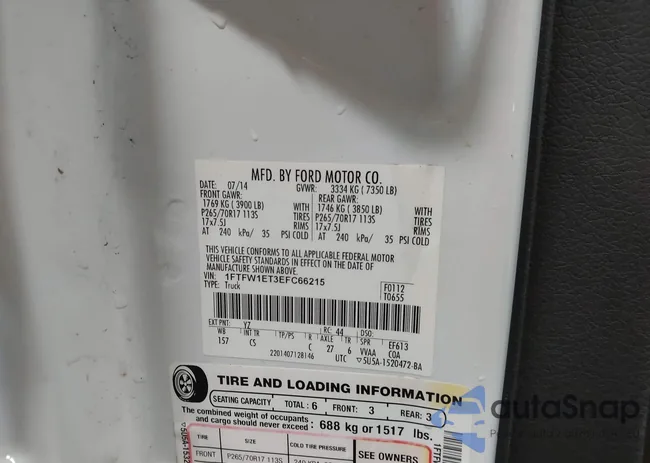 MFD. BY FORD MOTOR CO.
DATE: 07/14 GVWR: 3334 KG (7350 LB)
FRONT GAWR: REAR GAWR:
1769 KG (3900 LB) WITH 1746 KG (3850 LB) WITH
P265/70R17 113S TIRES P265/70R17 113S TIRES
17x7.5J RIMS 17x7.5J RIMS
AT 240 kPa/ 35 PSI COLD AT 240 kPa/ 35 PSI COLD
THIS VEHICLE CONFORMS TO ALL APPLICABLE FEDERAL MOTOR
VEHICLE SAFETY STANDARDS IN EFFECT ON THE DATE OF
MANUFACTURE SHOWN ABOVE.
VIN: 1FTFW1ET3EFC66215
TYPE: Truck
F0112
T0655
EXT PNT: YZ RC: 44 DSO:
WB INT TR TP/PS R AXLE TR SPR EF613
157 CS C 27 6 VVAA COA
2201407128146 UTC ▽5U5A-1520472-BA
TIRE AND LOADING INFORMATION
SEATING CAPACITY TOTAL: 6 FRONT: 3 REAR: 3
The combined weight of occupants
and cargo should never exceed: 688 kg or 1517 lbs.
TIRE SIZE COLD TIRE PRESSURE SEE OWNERS
FRONT P265/70R17 113S
▽5U5A-1532
autoSnap